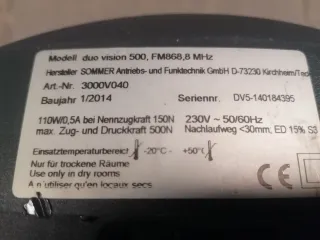 Modell duo vision 500, FM868,8 MHz
Hersteller SOMMER Antriebs- und Funktechnik GmbH D-73230 Kirchheim/Teck
Art.-Nr. 3000V040
Baujahr 1/2014 Seriennr. DV5-140184395
110W/0,5A bei Nennzugkraft 150N 230V ~ 50/60Hz
max. Zug- und Druckkraft 500N Nachlaufweg <30mm, ED 15% S3
Einsatztemperaturbereich -20°C- +50°C
Nur für trockene Räume
Use only in dry rooms
A n'utiliser qu'en locaux secs
CE